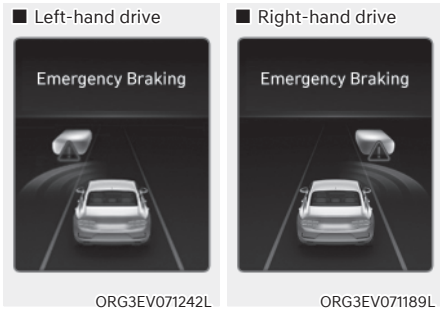 ■ Left-hand drive
Emergency Braking
ORG3EV071242L
■ Right-hand drive
Emergency Braking
ORG3EV071189L